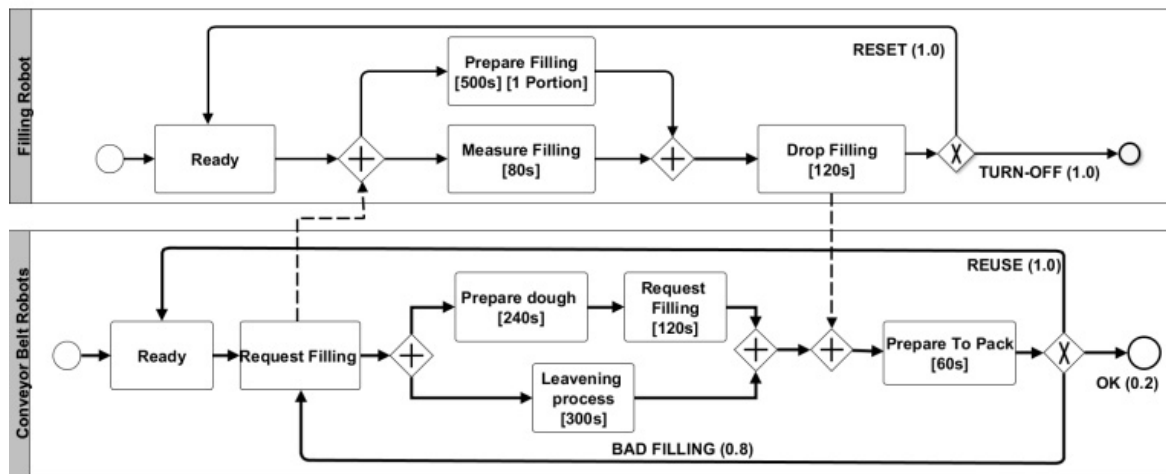 Filling Robot
RESET (1.0)
Prepare Filling
[500s] [1 Portion]
Ready
Measure Filling
[80s]
Drop Filling
[120s]
X
TURN-OFF (1.0)
Conveyor Belt Robots
REUSE (1.0)
Prepare dough
[240s]
Request
Filling
[120s]
Ready
Request Filling
Prepare To Pack
[60s]
X
OK (0.2)
Leavening
process
[300s]
BAD FILLING (0.8)